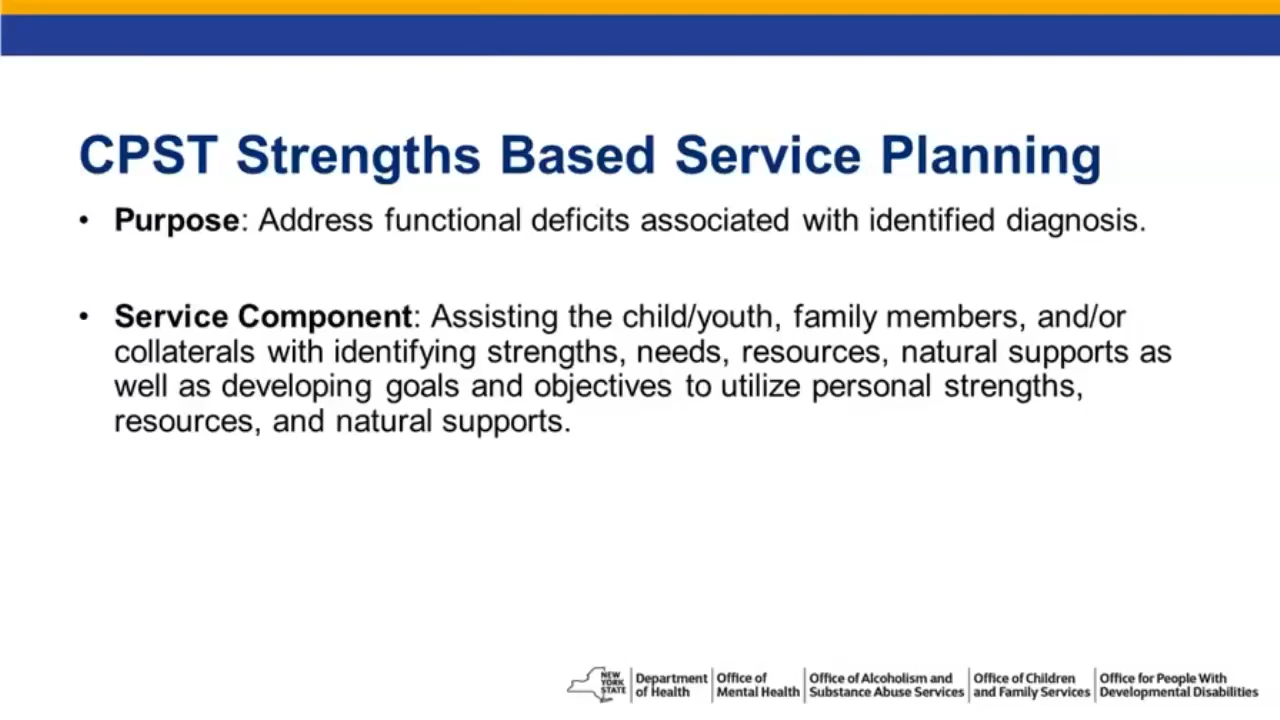 CPST Strengths Based Service Planning
• Purpose: Address functional deficits associated with identified diagnosis.
• Service Component: Assisting the child/youth, family members, and/or
collaterals with identifying strengths, needs, resources, natural supports as
well as developing goals and objectives to utilize personal strengths,
resources, and natural supports.
NEW
YORK
STATE
Department
of Health
Office of
Mental Health
Office of Alcoholism and
Substance Abuse Services
Office of Children
and Family Services
Office for People With
Developmental Disabilities